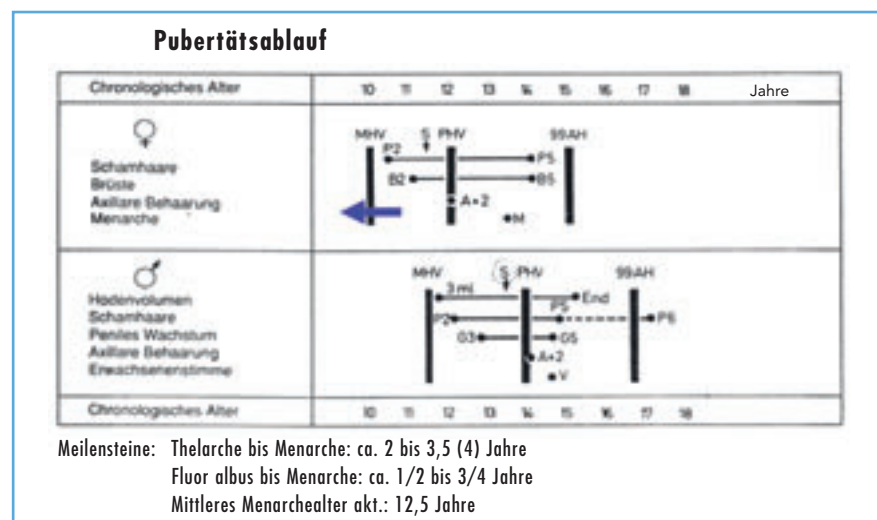 Pubertätsablauf
Chronologisches Alter 10 11 12 13 14 15 16 17 18 Jahre
♀
MHV S PHV 99AH
Schamhaare P2 P5
Brüste B2 B5
Axillare Behaarung A+2
Menarche M
♂
MHV S PHV 99AH
Hodenvolumen 3 ml End
Schamhaare P2 P5 P6
Peniles Wachstum G3 G5
Axillare Behaarung A+2
Erwachsenenstimme V
Chronologisches Alter 10 11 12 13 14 15 16 17 18
Meilensteine: Thelarche bis Menarche: ca. 2 bis 3,5 (4) Jahre
Fluor albus bis Menarche: ca. 1/2 bis 3/4 Jahre
Mittleres Menarchealter akt.: 12,5 Jahre